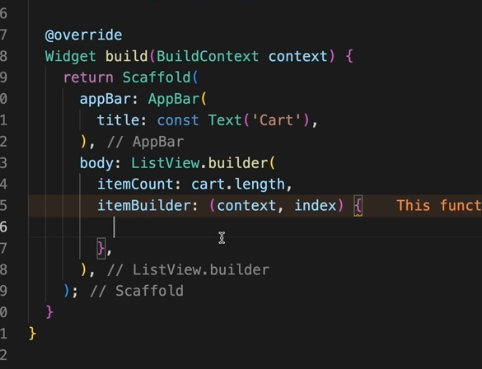 6
7 @override
8 Widget build(BuildContext context) {
9 return Scaffold(
0 appBar: AppBar(
1 title: const Text('Cart'),
2 ), // AppBar
3 body: ListView.builder(
4 itemCount: cart.length,
5 itemBuilder: (context, index) { This funct
6
7 },
8 ), // ListView.builder
9 ); // Scaffold
0 }
1 }
2